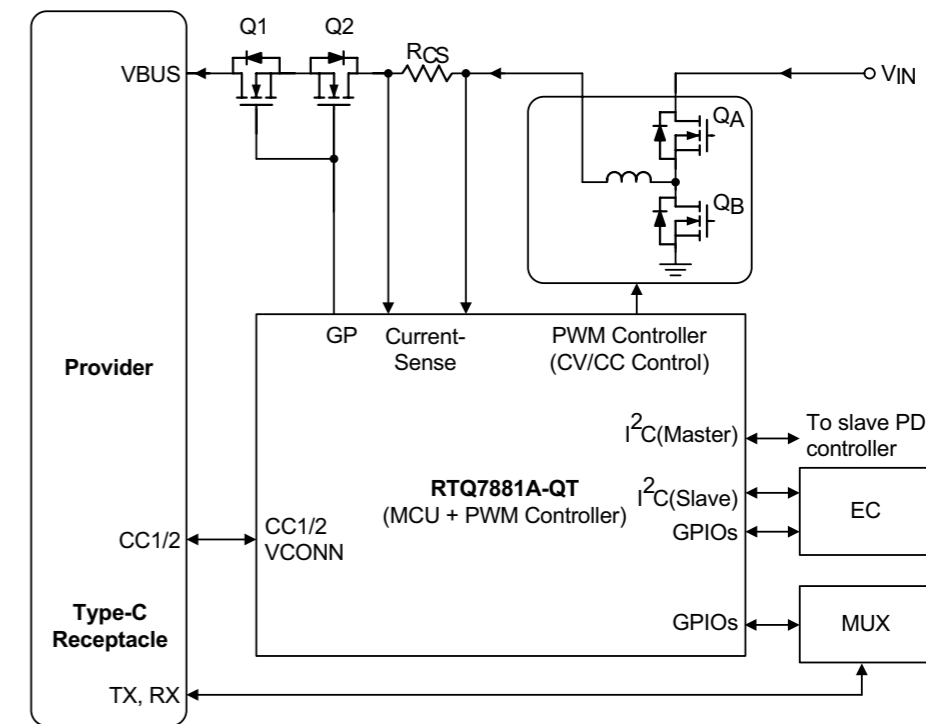 Q1
Q2
RCS
VBUS
VIN
QA
QB
GP
Current-
Sense
PWM Controller
(CV/CC Control)
Provider
I2C(Master)
To slave PD
controller
RTQ7881A-QT
(MCU + PWM Controller)
I2C(Slave)
GPIOs
EC
CC1/2
CC1/2
VCONN
Type-C
Receptacle
GPIOs
MUX
TX, RX